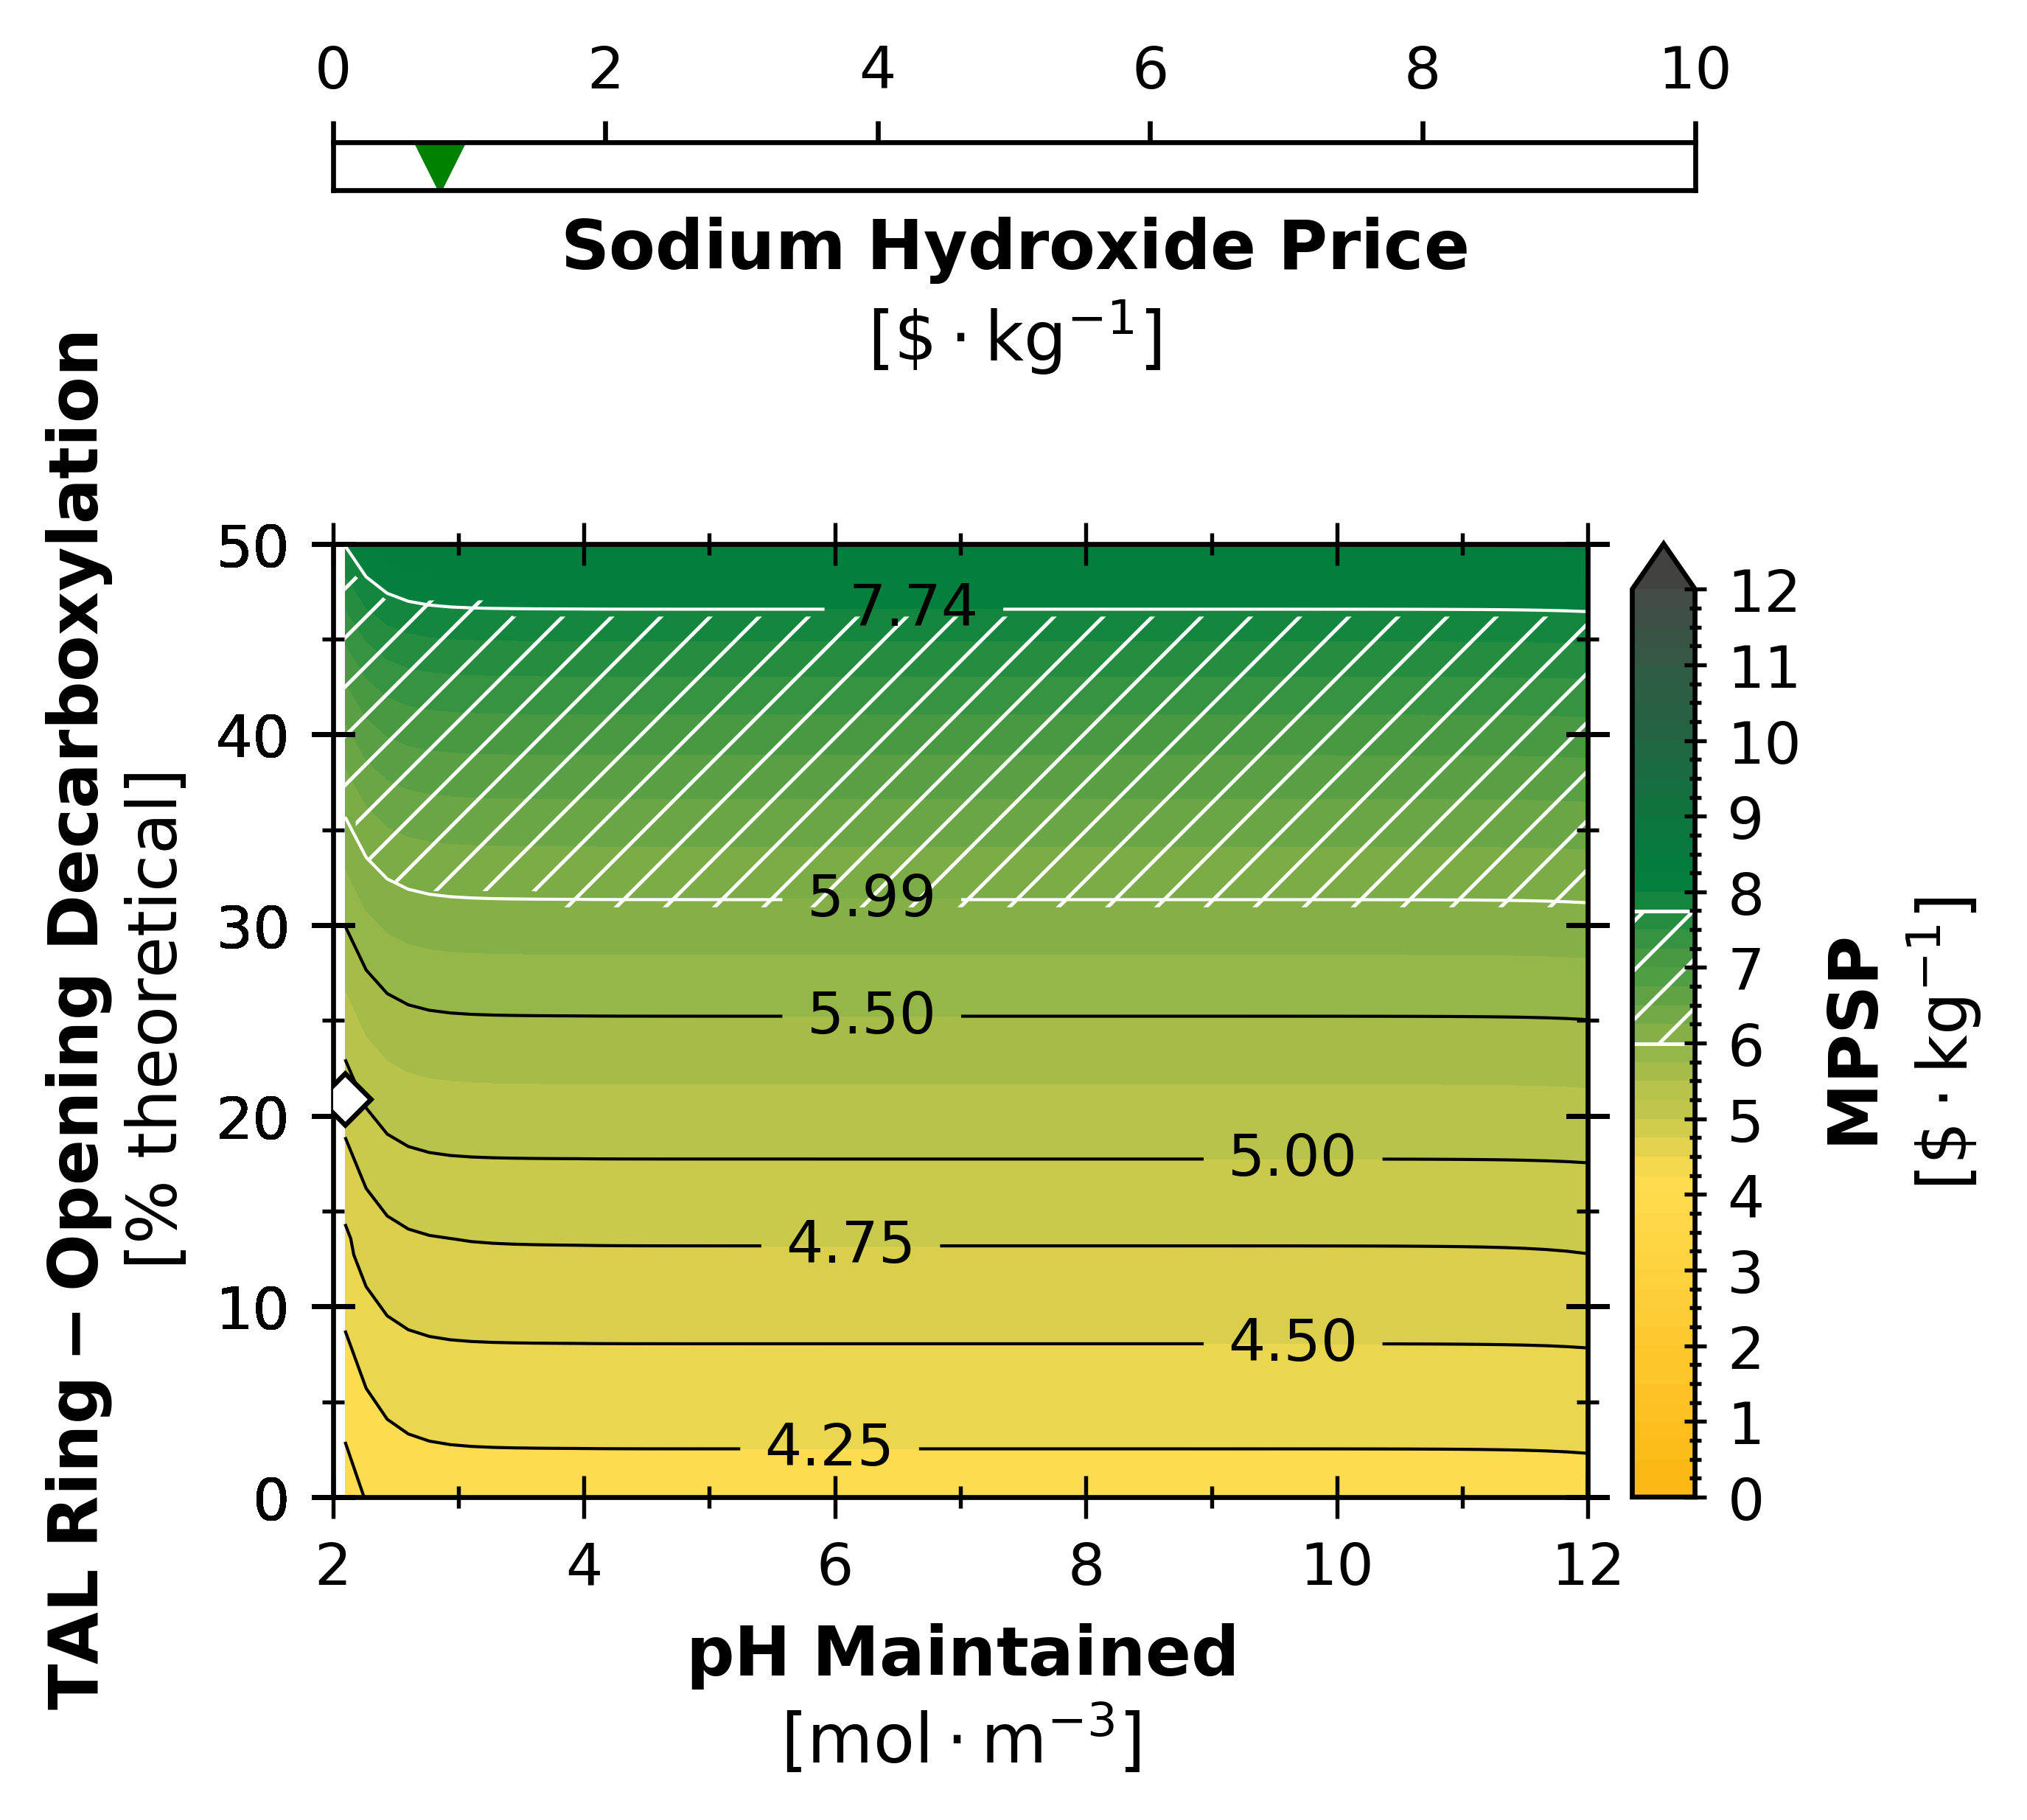 0 2 4 6 8 10
Sodium Hydroxide Price
[$ · kg⁻¹]
TAL Ring − Opening Decarboxylation
[% theoretical]
50
40
30
20
10
0
7.74
5.99
5.50
5.00
4.75
4.50
4.25
2 4 6 8 10 12
pH Maintained
[mol · m⁻³]
12
11
10
9
8
7
6
5
4
3
2
1
0
MPSP
[$ · kg⁻¹]